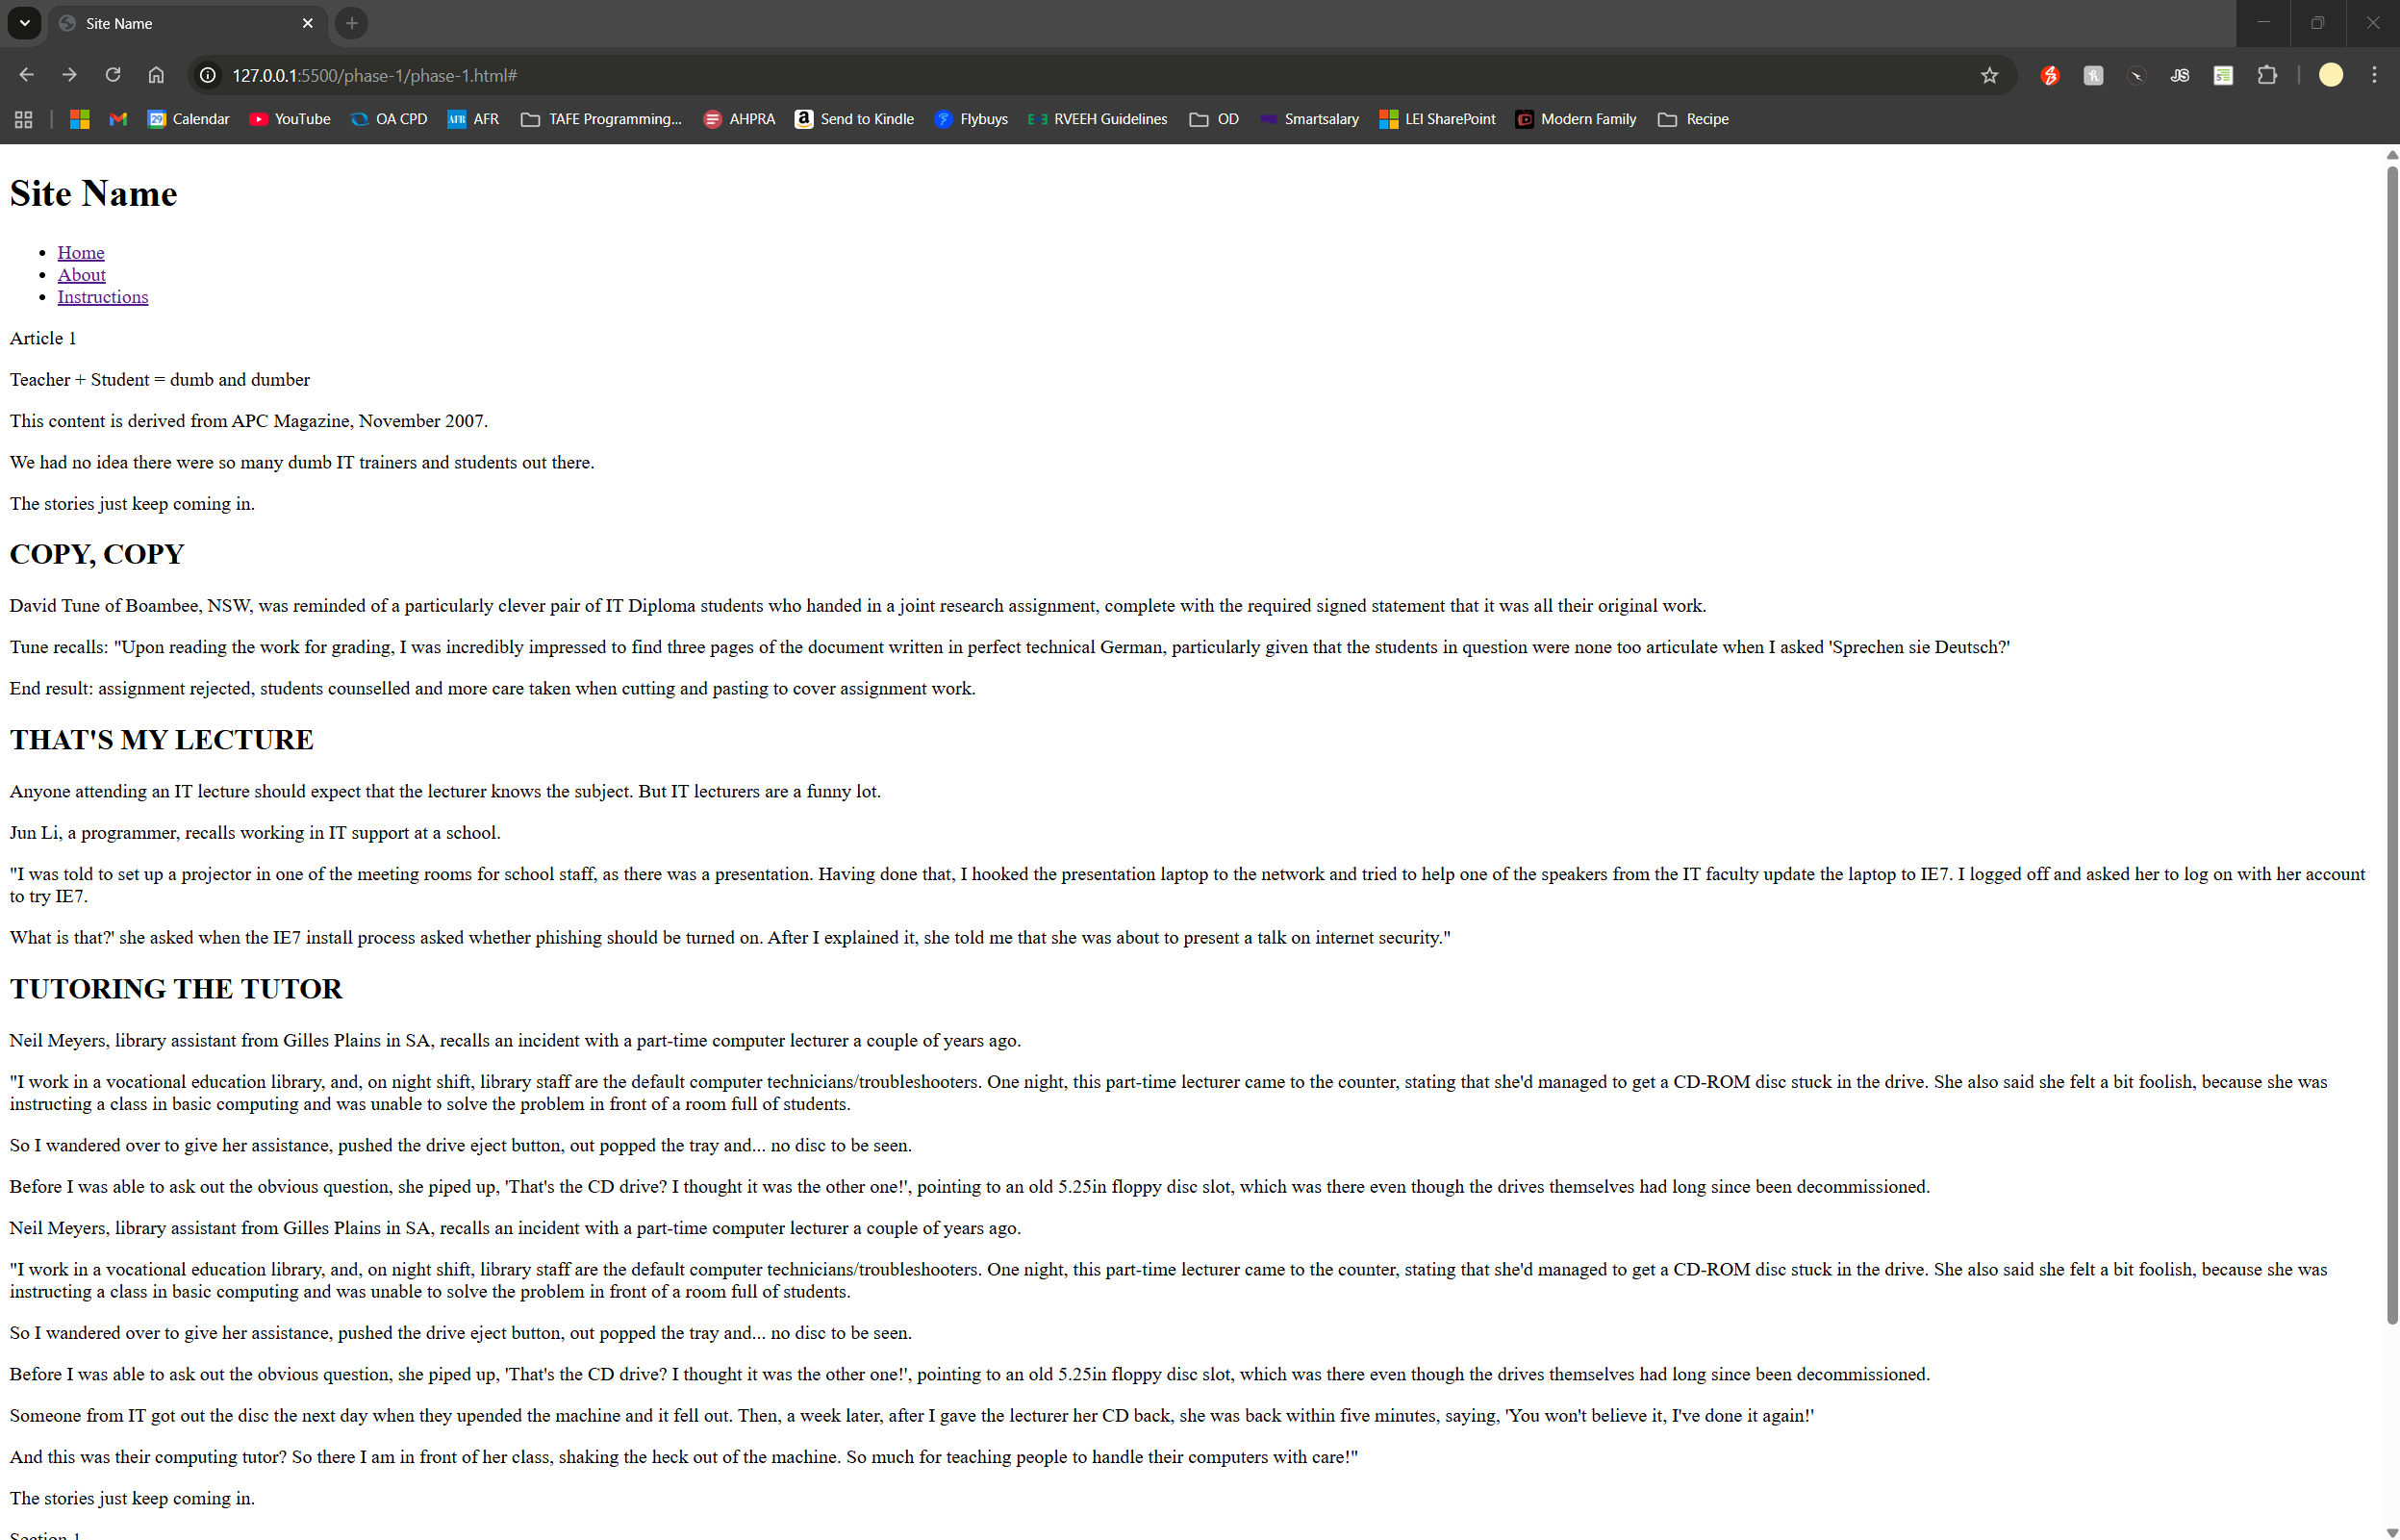 Site Name
127.0.0.1:5500/phase-1/phase-1.html#
29 Calendar YouTube OA CPD AFR AFR TAFE Programming... AHPRA a Send to Kindle Flybuys RVEEH Guidelines OD Smartsalary LEI SharePoint Modern Family Recipe
Site Name
Home
About
Instructions
Article 1
Teacher + Student = dumb and dumber
This content is derived from APC Magazine, November 2007.
We had no idea there were so many dumb IT trainers and students out there.
The stories just keep coming in.
COPY, COPY
David Tune of Boambee, NSW, was reminded of a particularly clever pair of IT Diploma students who handed in a joint research assignment, complete with the required signed statement that it was all their original work.
Tune recalls: "Upon reading the work for grading, I was incredibly impressed to find three pages of the document written in perfect technical German, particularly given that the students in question were none too articulate when I asked 'Sprechen sie Deutsch?'
End result: assignment rejected, students counselled and more care taken when cutting and pasting to cover assignment work.
THAT'S MY LECTURE
Anyone attending an IT lecture should expect that the lecturer knows the subject. But IT lecturers are a funny lot.
Jun Li, a programmer, recalls working in IT support at a school.
"I was told to set up a projector in one of the meeting rooms for school staff, as there was a presentation. Having done that, I hooked the presentation laptop to the network and tried to help one of the speakers from the IT faculty update the laptop to IE7. I logged off and asked her to log on with her account
to try IE7.
What is that?' she asked when the IE7 install process asked whether phishing should be turned on. After I explained it, she told me that she was about to present a talk on internet security."
TUTORING THE TUTOR
Neil Meyers, library assistant from Gilles Plains in SA, recalls an incident with a part-time computer lecturer a couple of years ago.
"I work in a vocational education library, and, on night shift, library staff are the default computer technicians/troubleshooters. One night, this part-time lecturer came to the counter, stating that she'd managed to get a CD-ROM disc stuck in the drive. She also said she felt a bit foolish, because she was
instructing a class in basic computing and was unable to solve the problem in front of a room full of students.
So I wandered over to give her assistance, pushed the drive eject button, out popped the tray and... no disc to be seen.
Before I was able to ask out the obvious question, she piped up, 'That's the CD drive? I thought it was the other one!', pointing to an old 5.25in floppy disc slot, which was there even though the drives themselves had long since been decommissioned.
Neil Meyers, library assistant from Gilles Plains in SA, recalls an incident with a part-time computer lecturer a couple of years ago.
"I work in a vocational education library, and, on night shift, library staff are the default computer technicians/troubleshooters. One night, this part-time lecturer came to the counter, stating that she'd managed to get a CD-ROM disc stuck in the drive. She also said she felt a bit foolish, because she was
instructing a class in basic computing and was unable to solve the problem in front of a room full of students.
So I wandered over to give her assistance, pushed the drive eject button, out popped the tray and... no disc to be seen.
Before I was able to ask out the obvious question, she piped up, 'That's the CD drive? I thought it was the other one!', pointing to an old 5.25in floppy disc slot, which was there even though the drives themselves had long since been decommissioned.
Someone from IT got out the disc the next day when they upended the machine and it fell out. Then, a week later, after I gave the lecturer her CD back, she was back within five minutes, saying, 'You won't believe it, I've done it again!'
And this was their computing tutor? So there I am in front of her class, shaking the heck out of the machine. So much for teaching people to handle their computers with care!"
The stories just keep coming in.
Section 1